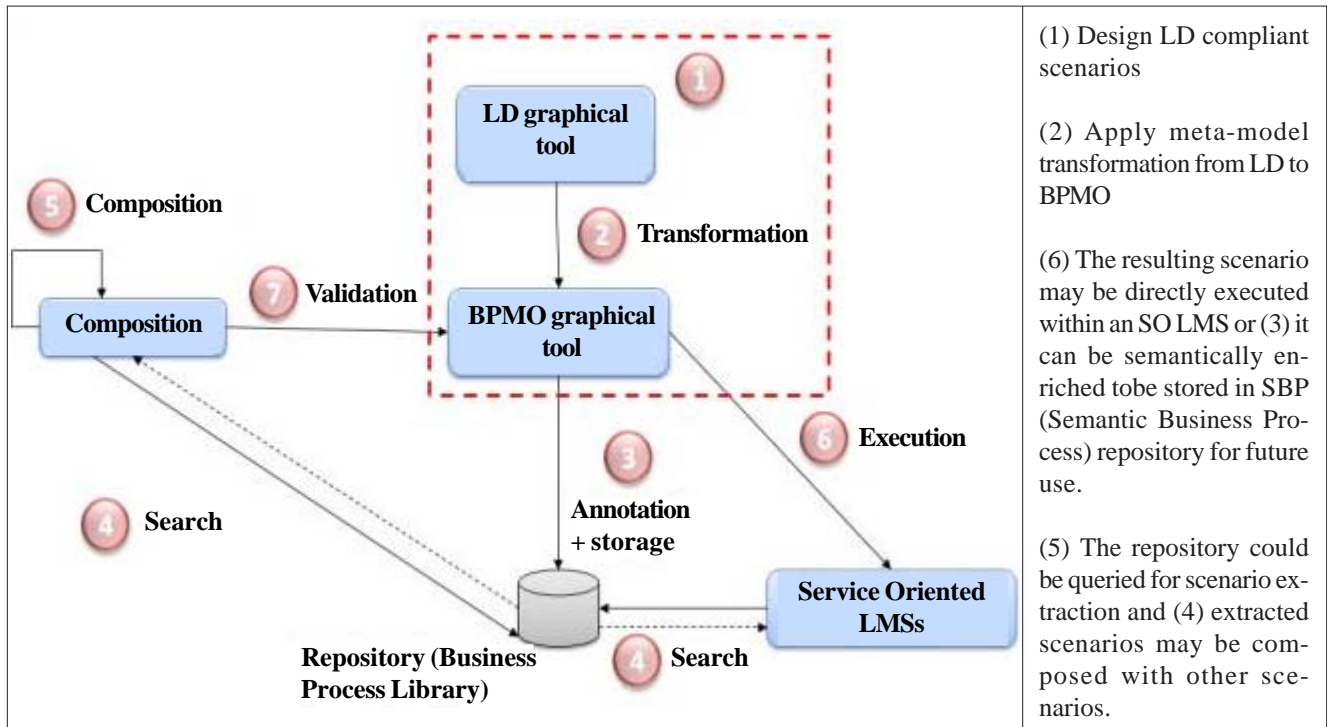 1
LD graphical
tool
5
Composition
2
Transformation
7
Validation
Composition
BPMO graphical
tool
6
Execution
3
Annotation
+ storage
4
Search
Service Oriented
LMSs
Repository (Business
Process Library)
4
Search
(1) Design LD compliant
scenarios
(2) Apply meta-model
transformation from LD to
BPMO
(6) The resulting scenario
may be directly executed
within an SO LMS or (3) it
can be semantically en-
riched tobe stored in SBP
(Semantic Business Pro-
cess) repository for future
use.
(5) The repository could
be queried for scenario ex-
traction and (4) extracted
scenarios may be com-
posed with other sce-
narios.